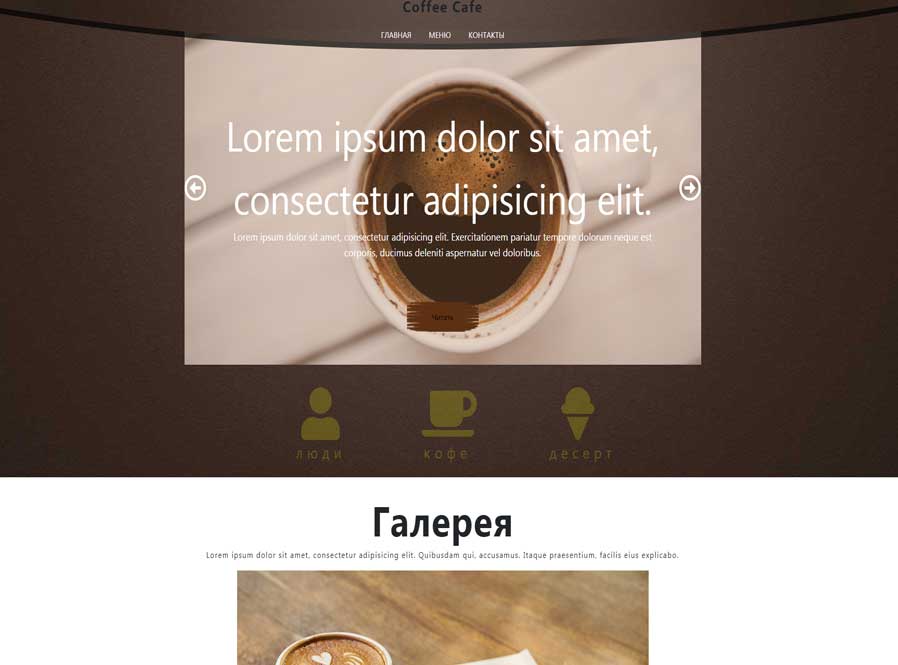 Coffee Cafe
ГЛАВНАЯ МЕНЮ КОНТАКТЫ
Lorem ipsum dolor sit amet,
consectetur adipisicing elit.
Lorem ipsum dolor sit amet, consectetur adipisicing elit. Exercitationem pariatur tempore dolorum neque est
corporis, ducimus deleniti aspernatur vel doloribus.
Читать
люди кофе десерт
Галерея
Lorem ipsum dolor sit amet, consectetur adipisicing elit. Quibusdam qui, accusamus. Itaque praesentium, facilis eius explicabo.